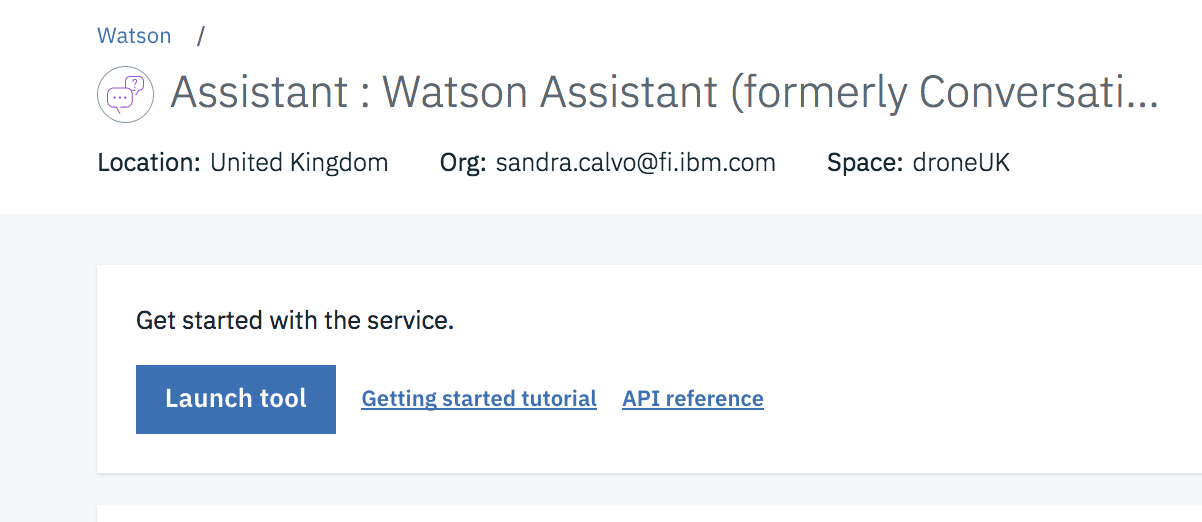 Watson /
Assistant : Watson Assistant (formerly Conversati...
Location: United Kingdom Org: sandra.calvo@fi.ibm.com Space: droneUK
Get started with the service.
Launch tool Getting started tutorial API reference